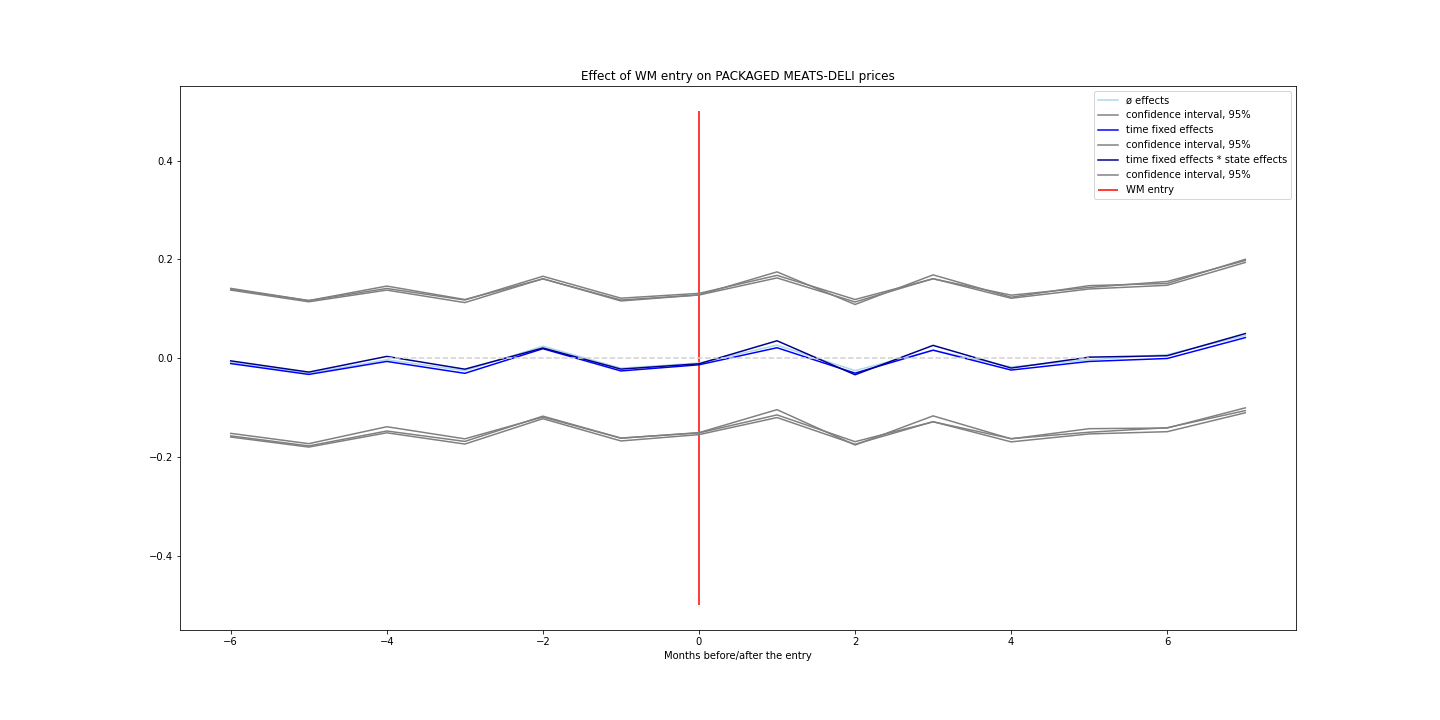 Effect of WM entry on PACKAGED MEATS-DELI prices
ø effects
confidence interval, 95%
time fixed effects
confidence interval, 95%
time fixed effects * state effects
confidence interval, 95%
WM entry
0.4
0.2
0.0
−0.2
−0.4
−6
−4
−2
0
2
4
6
Months before/after the entry